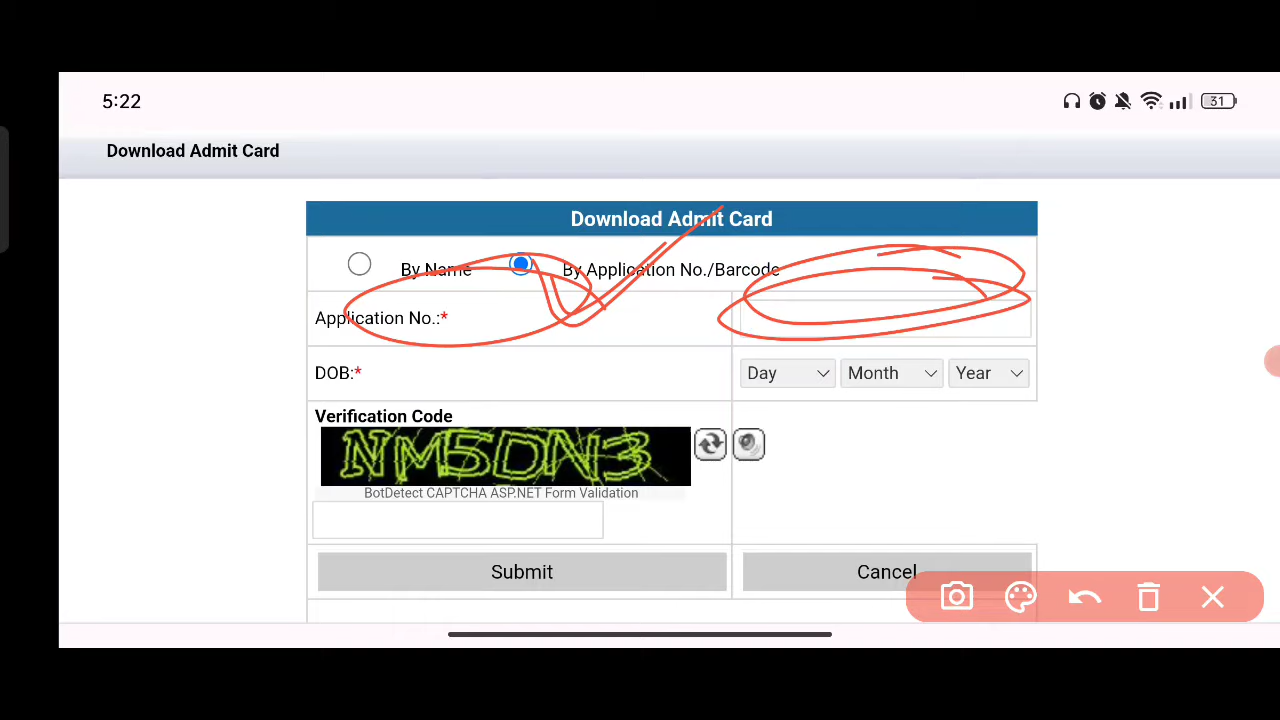 5:22
31
Download Admit Card
Download Admit Card
By Name By Application No./Barcode
Application No.:*
DOB:* Day Month Year
Verification Code
NM5DN3
BotDetect CAPTCHA ASP.NET Form Validation
Submit Cancel